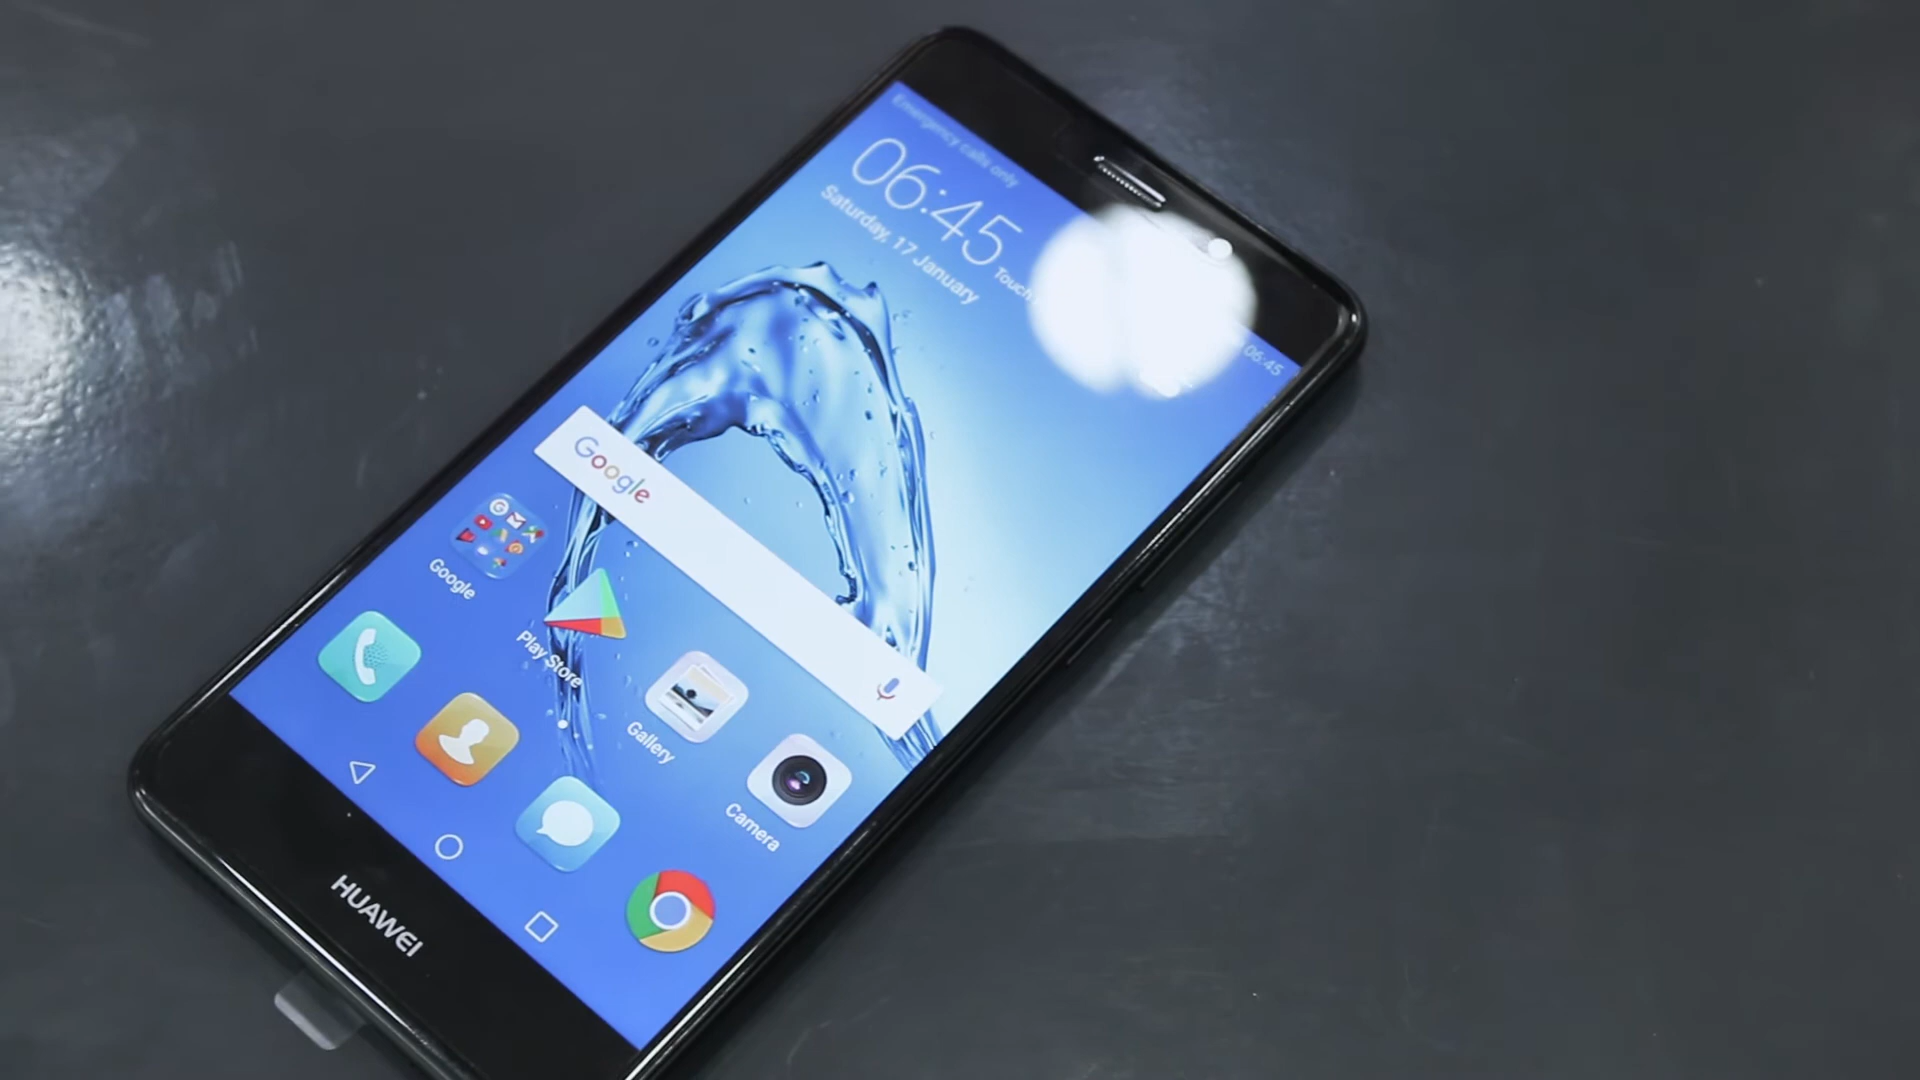 Emergency calls only
06:45
06:45
Saturday, 17 January
Touch
Google
Google
Play Store
Gallery
Camera
HUAWEI